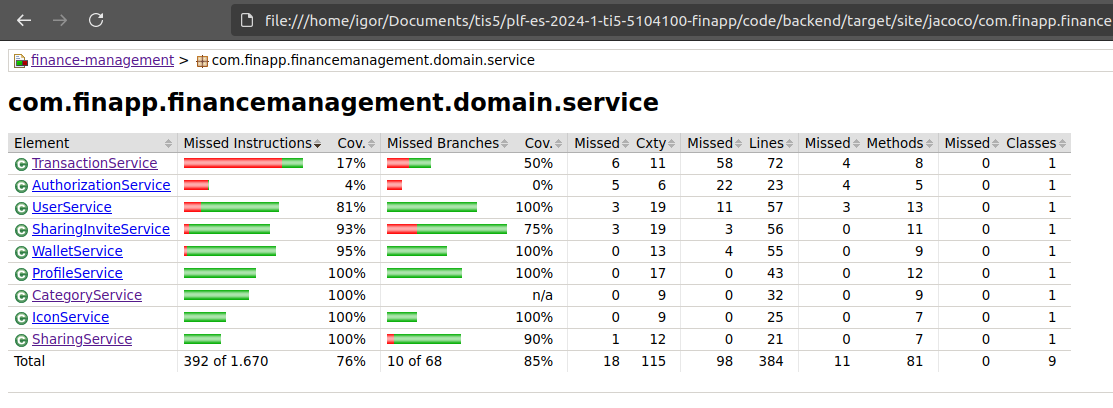 file:///home/igor/Documents/tis5/plf-es-2024-1-ti5-5104100-finapp/code/backend/target/site/jacoco/com.finapp.finance
finance-management > com.finapp.financemanagement.domain.service
com.finapp.financemanagement.domain.service
Element Missed Instructions Cov. Missed Branches Cov. Missed Cxty Missed Lines Missed Methods Missed Classes
C TransactionService 17% 50% 6 11 58 72 4 8 0 1
C AuthorizationService 4% 0% 5 6 22 23 4 5 0 1
C UserService 81% 100% 3 19 11 57 3 13 0 1
C SharingInviteService 93% 75% 3 19 3 56 0 11 0 1
C WalletService 95% 100% 0 13 4 55 0 9 0 1
C ProfileService 100% 100% 0 17 0 43 0 12 0 1
C CategoryService 100% n/a 0 9 0 32 0 9 0 1
C IconService 100% 100% 0 9 0 25 0 7 0 1
C SharingService 100% 90% 1 12 0 21 0 7 0 1
Total 392 of 1.670 76% 10 of 68 85% 18 115 98 384 11 81 0 9